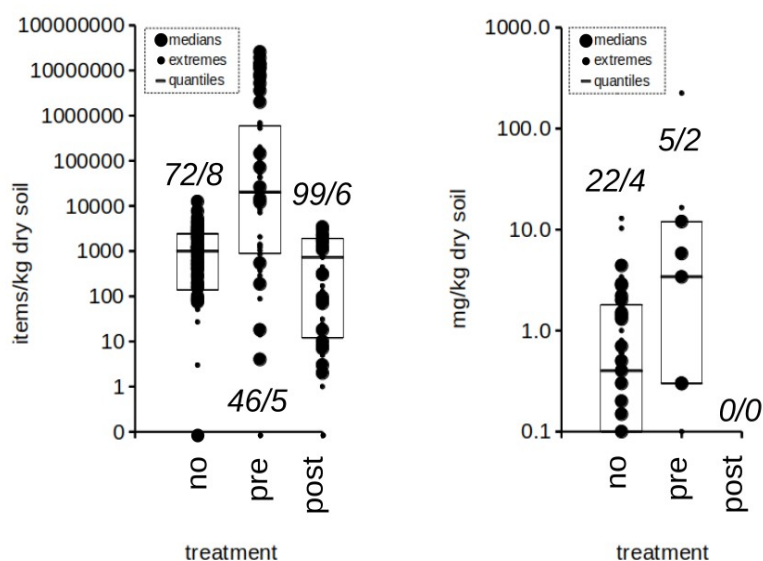 100000000
10000000
1000000
100000
10000
1000
100
10
1
0
items/kg dry soil
medians
extremes
quantiles
72/8
99/6
46/5
no
pre
post
treatment
1000.0
100.0
10.0
1.0
0.1
mg/kg dry soil
medians
extremes
quantiles
5/2
22/4
0/0
no
pre
post
treatment